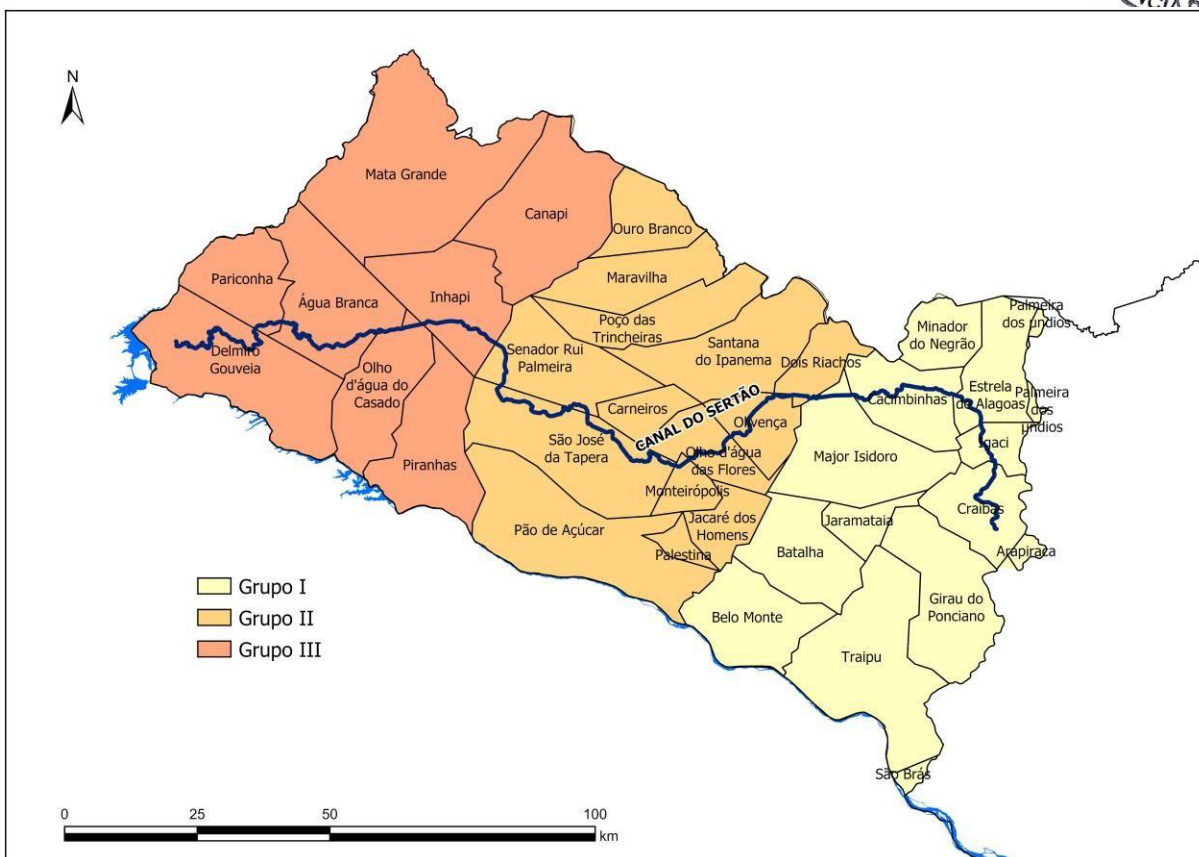 N
Mata Grande
Canapi
Ouro Branco
Pariconha
Maravilha
Água Branca
Inhapi
Palmeira
dos undios
Poço das
Trincheiras
Minador
do Negrão
Santana
do Ipanema
Delmiro
Gouveia
Senador Rui
Palmeira
Dois Riachos
Olho
d'água do
Casado
Estrela
de Alagoas
Palmeira
dos
undios
Cacimbinhas
Carneiros
CANAL DO SERTÃO
Olivença
Igaci
São José
da Tapera
Olho d'água
das Flores
Major Isidoro
Piranhas
Monteirópolis
Craíbas
Pão de Açúcar
Jacaré dos
Homens
Jaramataia
Palestina
Batalha
Arapiraca
Girau do
Ponciano
Belo Monte
Traipu
São Brás
Grupo I
Grupo II
Grupo III
0 25 50 100
km